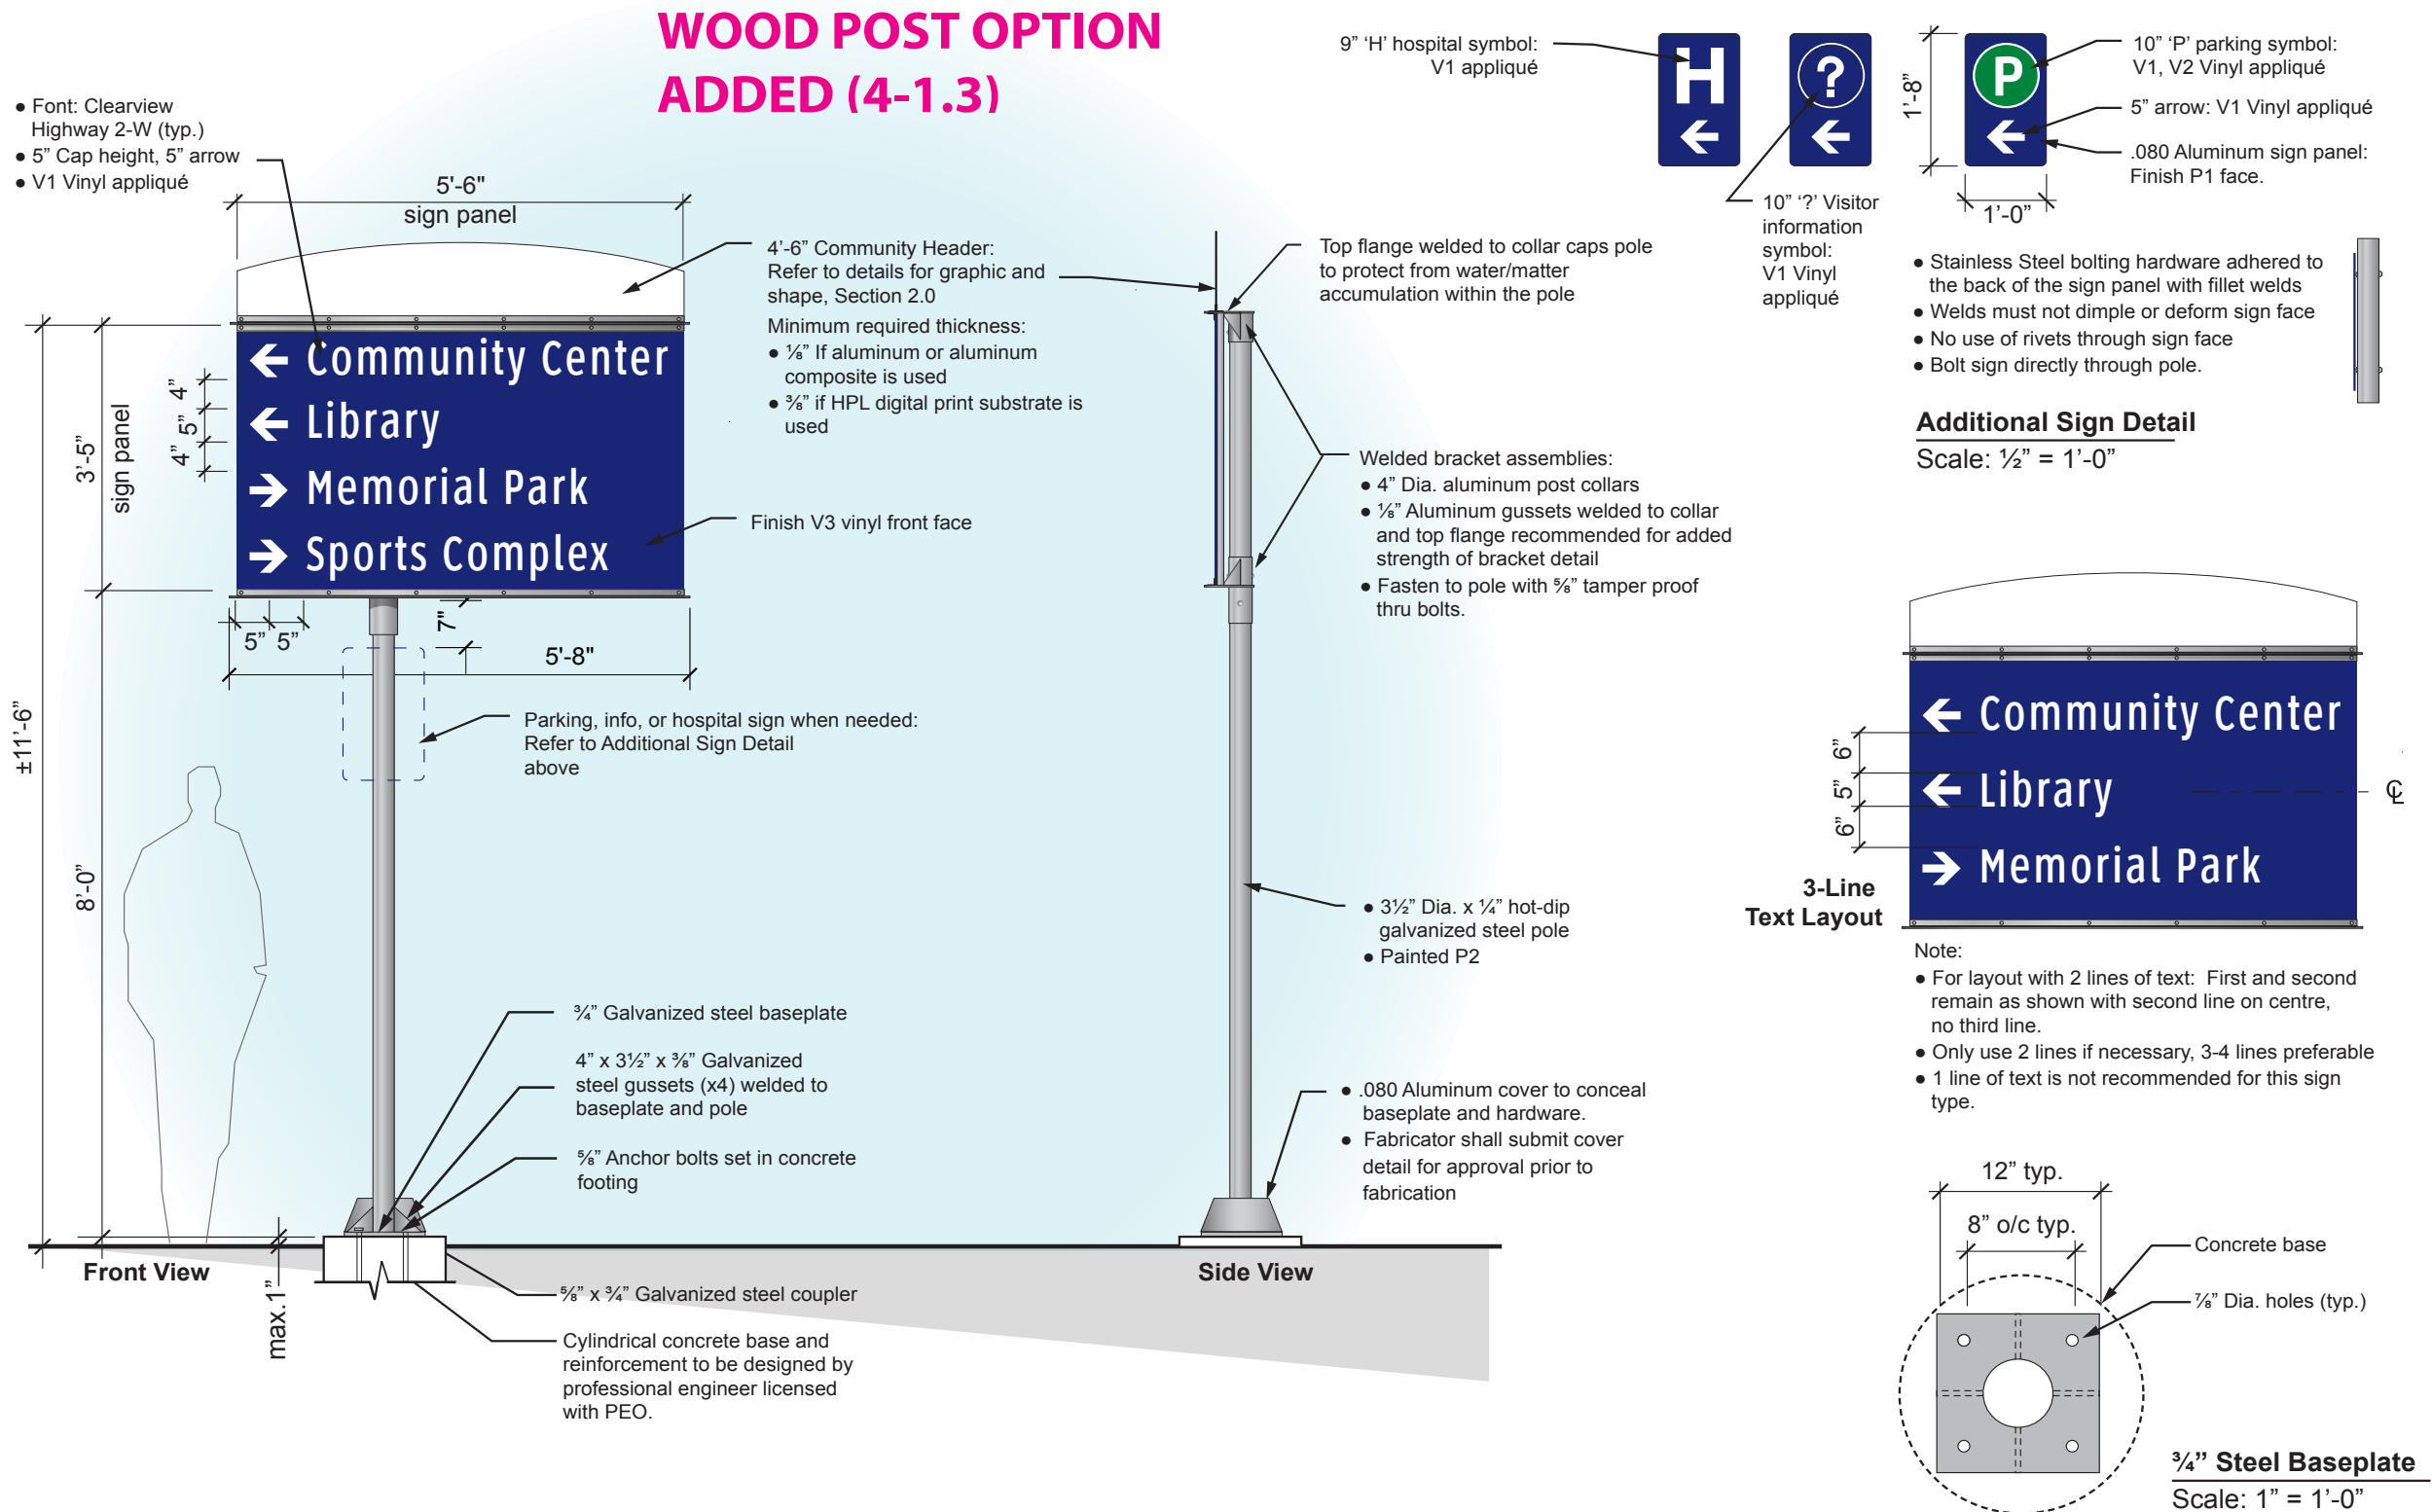 WOOD POST OPTION
ADDED (4-1.3)
● Font: Clearview
Highway 2-W (typ.)
● 5” Cap height, 5” arrow
● V1 Vinyl appliqué
5'-6"
sign panel
Community Center
Library
Memorial Park
Sports Complex
4”
5”
4”
3’-5”
sign panel
±11’-6”
8’-0”
5”
5”
7”
5'-8"
max.1”
4’-6” Community Header:
Refer to details for graphic and
shape, Section 2.0
Minimum required thickness:
● ⅛” If aluminum or aluminum
composite is used
● ⅜” if HPL digital print substrate is
used
Finish V3 vinyl front face
Parking, info, or hospital sign when needed:
Refer to Additional Sign Detail
above
¾” Galvanized steel baseplate
4” x 3½” x ⅜” Galvanized
steel gussets (x4) welded to
baseplate and pole
⅝” Anchor bolts set in concrete
footing
⅝” x ¾” Galvanized steel coupler
Cylindrical concrete base and
reinforcement to be designed by
professional engineer licensed
with PEO.
Front View
Top flange welded to collar caps pole
to protect from water/matter
accumulation within the pole
Welded bracket assemblies:
● 4” Dia. aluminum post collars
● ⅛” Aluminum gussets welded to collar
and top flange recommended for added
strength of bracket detail
● Fasten to pole with ⅝” tamper proof
thru bolts.
● 3½” Dia. x ¼” hot-dip
galvanized steel pole
● Painted P2
● .080 Aluminum cover to conceal
baseplate and hardware.
● Fabricator shall submit cover
detail for approval prior to
fabrication
Side View
9” ‘H’ hospital symbol:
V1 appliqué
H
?
P
10” ‘?’ Visitor
information
symbol:
V1 Vinyl
appliqué
1’-8”
1’-0”
10” ‘P’ parking symbol:
V1, V2 Vinyl appliqué
5” arrow: V1 Vinyl appliqué
.080 Aluminum sign panel:
Finish P1 face.
● Stainless Steel bolting hardware adhered to
the back of the sign panel with fillet welds
● Welds must not dimple or deform sign face
● No use of rivets through sign face
● Bolt sign directly through pole.
Additional Sign Detail
Scale: ½” = 1’-0”
Community Center
Library
Memorial Park
6”
5”
6”
℄
3-Line
Text Layout
Note:
● For layout with 2 lines of text: First and second
remain as shown with second line on centre,
no third line.
● Only use 2 lines if necessary, 3-4 lines preferable
● 1 line of text is not recommended for this sign
type.
12” typ.
8” o/c typ.
Concrete base
⅞” Dia. holes (typ.)
¾” Steel Baseplate
Scale: 1” = 1’-0”